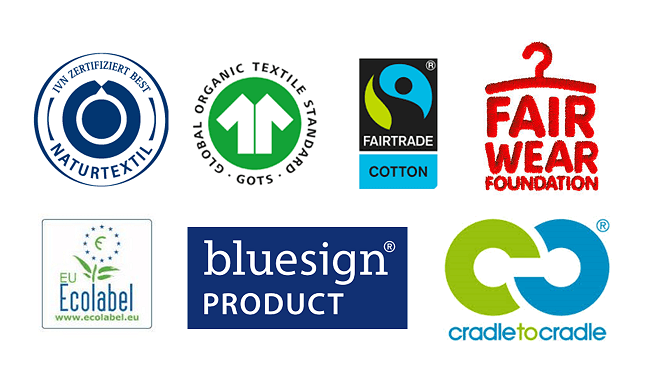 IVN ZERTIFIZIERT BEST
NATURTEXTIL
GLOBAL ORGANIC TEXTILE STANDARD
· GOTS ·
®
FAIRTRADE
COTTON
FAIR
WEAR
FOUNDATION
EU
Ecolabel
www.ecolabel.eu
bluesign®
PRODUCT
®
cradletocradle